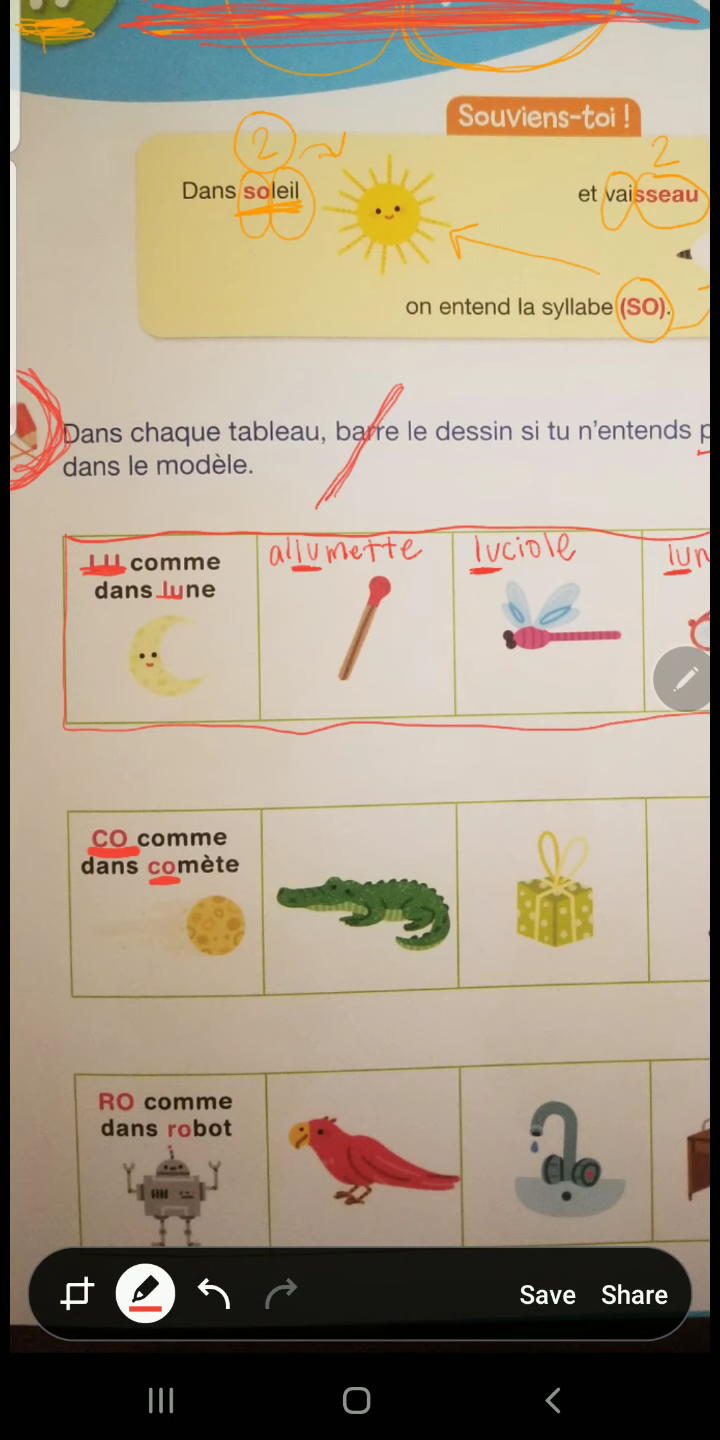 Souviens-toi !
2
2
Dans soleil
et vaisseau
on entend la syllabe (SO).
Dans chaque tableau, barre le dessin si tu n'entends
dans le modèle.
LU comme
dans lune
allumette
luciole
CO comme
dans comète
RO comme
dans robot
Save Share